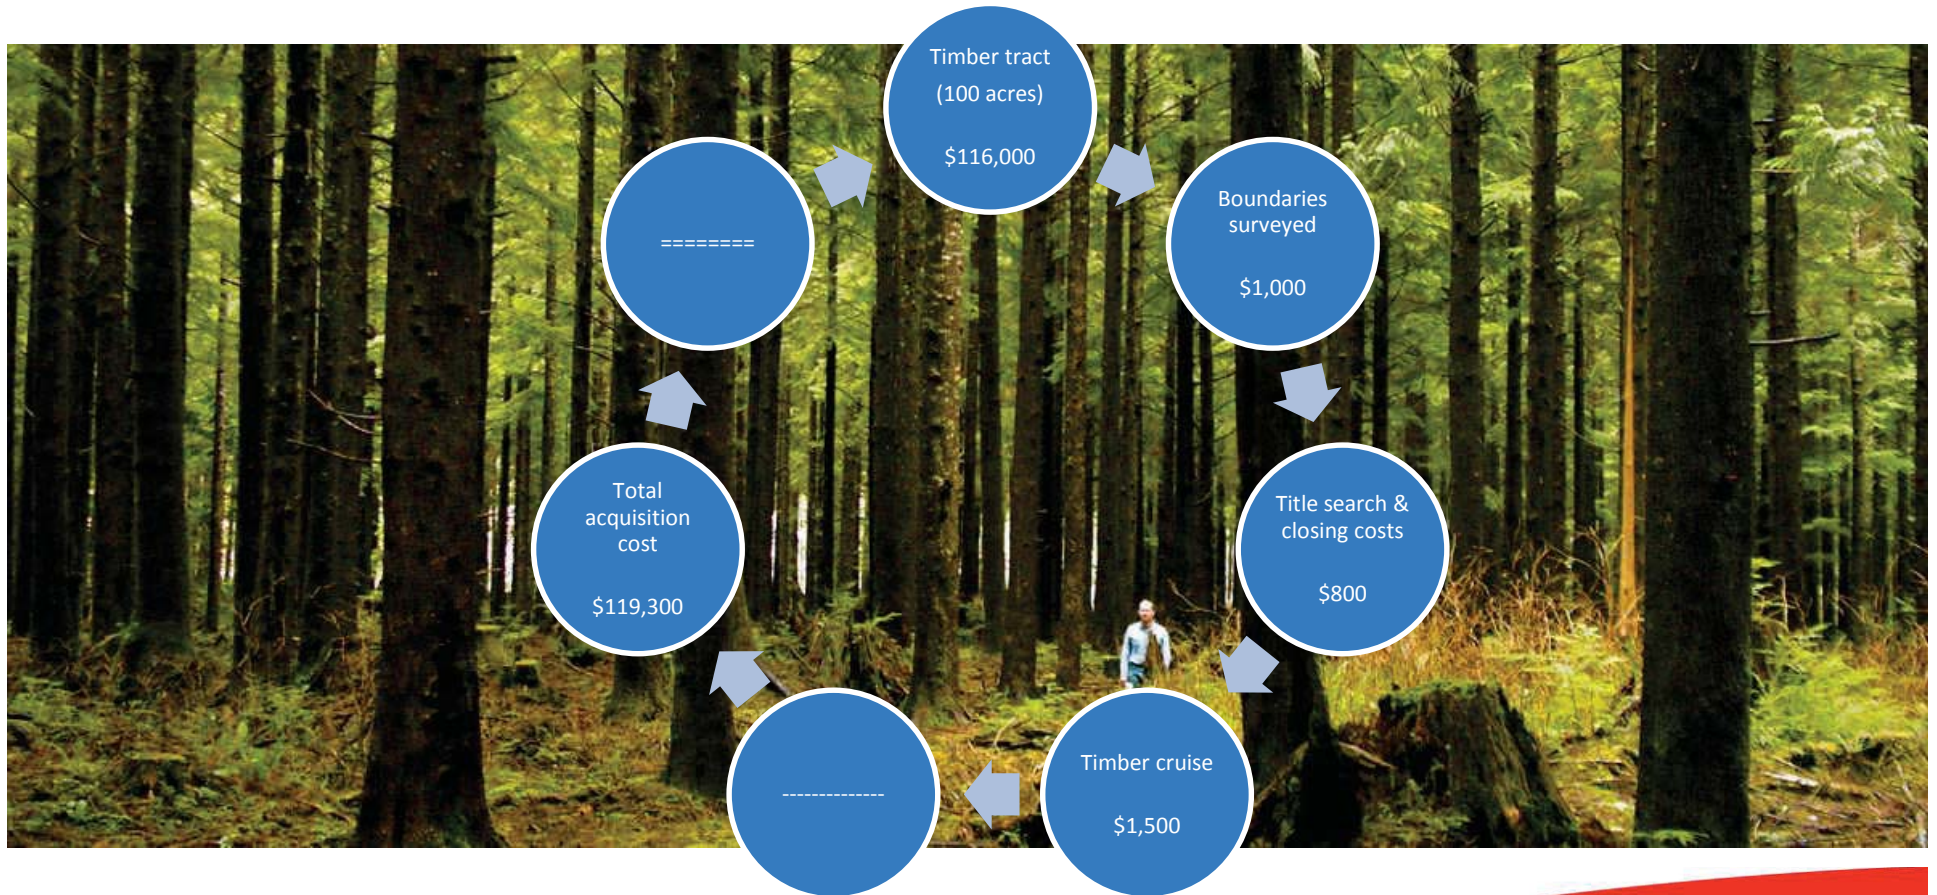 Timber tract
(100 acres)
$116,000
Boundaries
surveyed
$1,000
Title search &
closing costs
$800
Timber cruise
$1,500
--------------
Total
acquisition
cost
$119,300
========